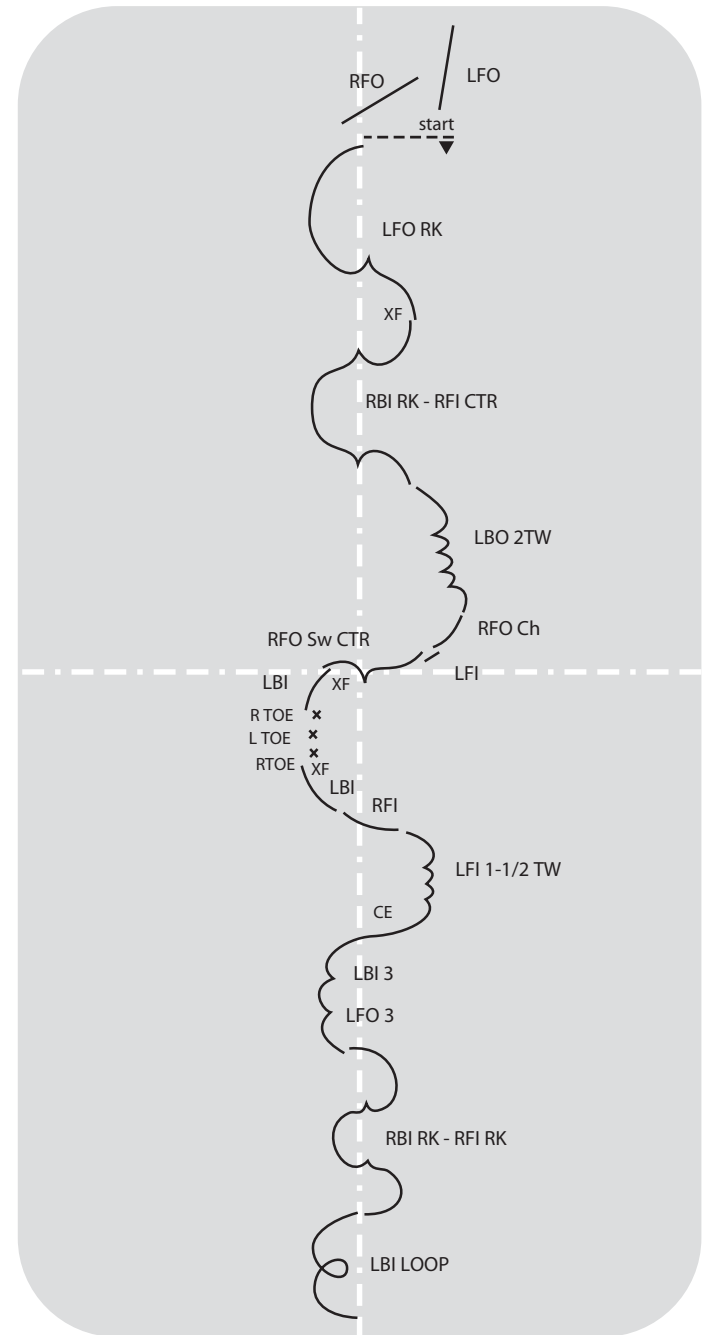 RFO
LFO
start
LFO RK
XF
RBI RK - RFI CTR
LBO 2TW
RFO Ch
RFO Sw CTR
LFI
LBI
XF
R TOE
L TOE
RTOE
XF
LBI
RFI
LFI 1-1/2 TW
CE
LBI 3
LFO 3
RBI RK - RFI RK
LBI LOOP